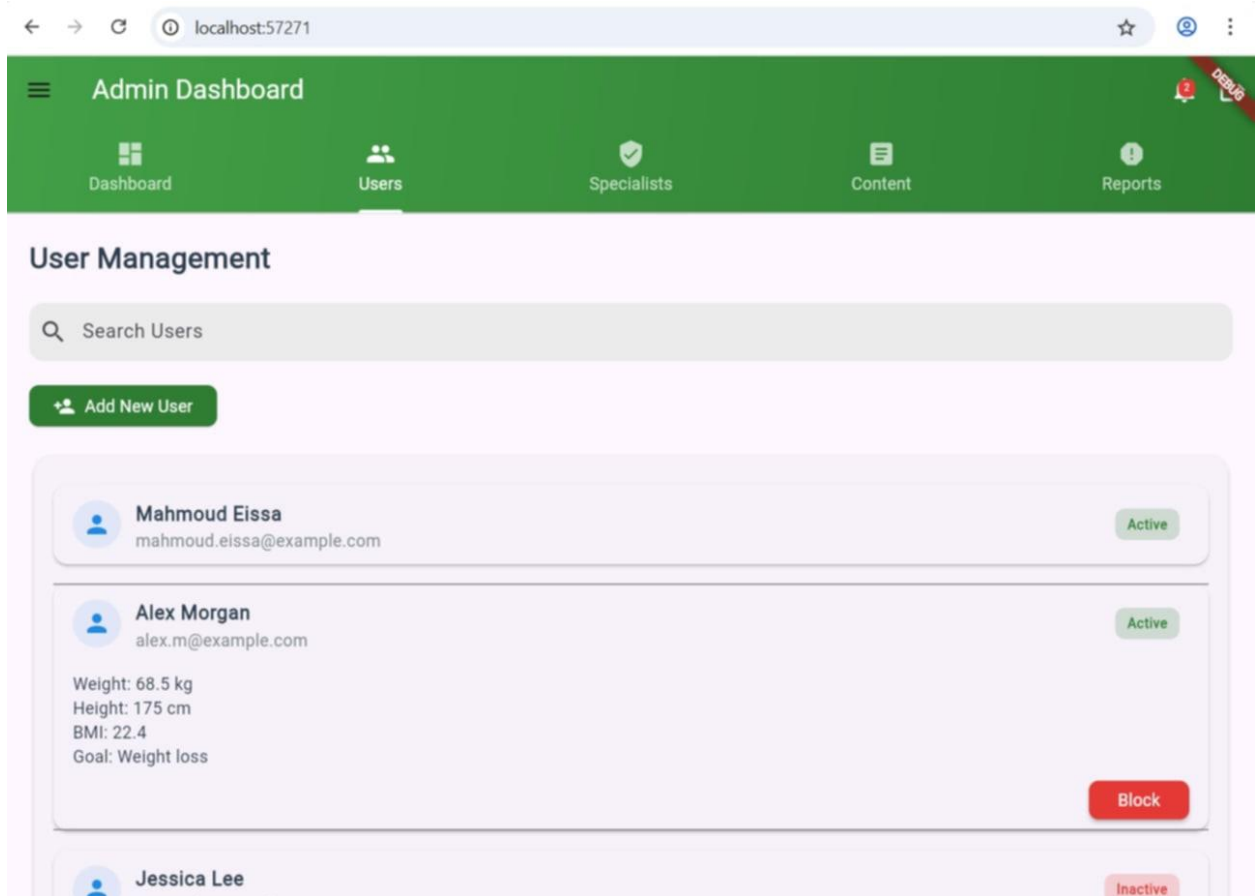 localhost:57271
Admin Dashboard
2
DEBUG
Dashboard
Users
Specialists
Content
Reports
User Management
Search Users
Add New User
Mahmoud Eissa
Active
mahmoud.eissa@example.com
Alex Morgan
Active
alex.m@example.com
Weight: 68.5 kg
Height: 175 cm
BMI: 22.4
Goal: Weight loss
Block
Jessica Lee
Inactive